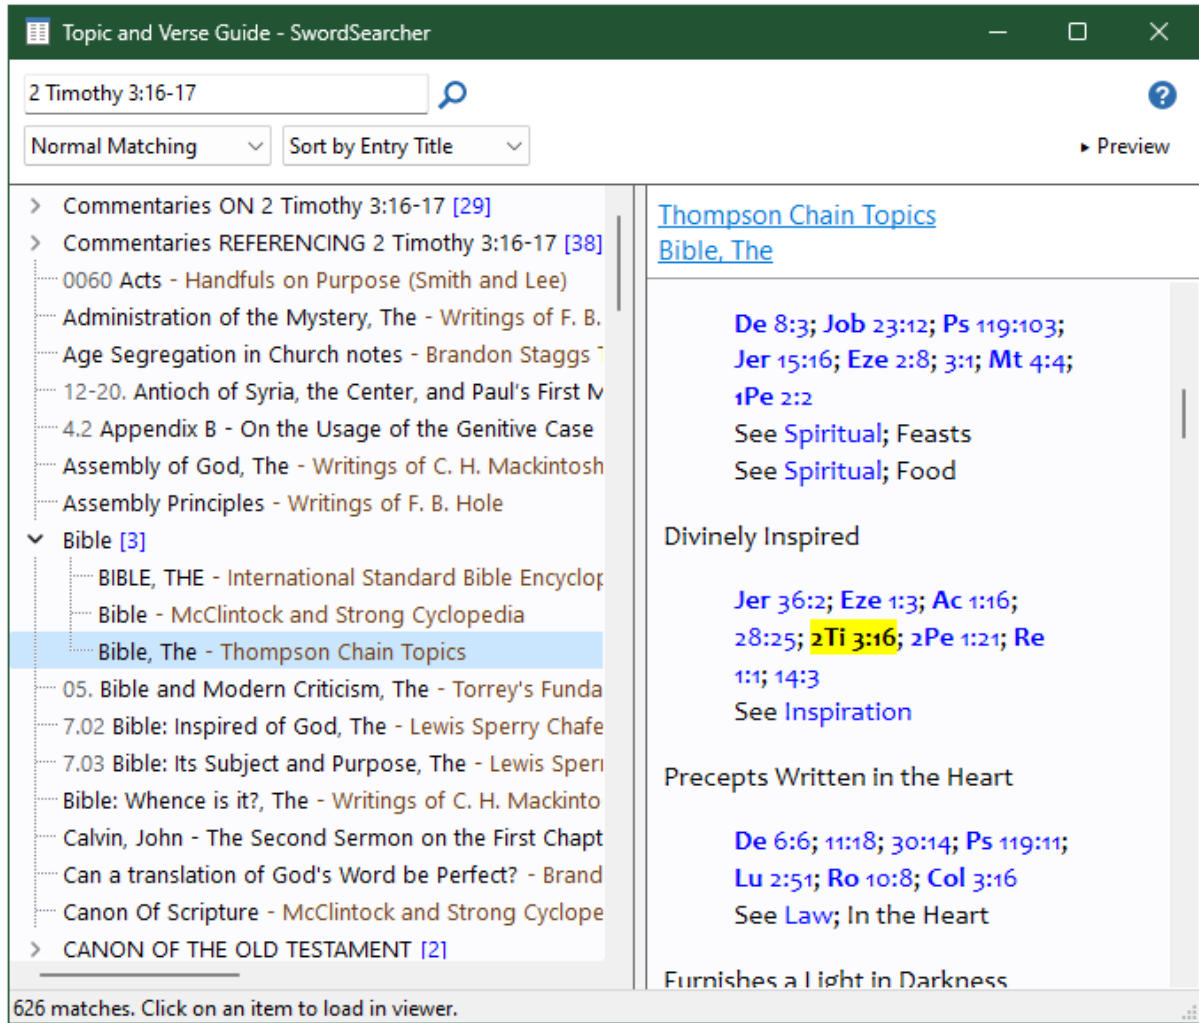 Topic and Verse Guide - SwordSearcher
2 Timothy 3:16-17
Normal Matching
Sort by Entry Title
Preview
Commentaries ON 2 Timothy 3:16-17 [29]
Commentaries REFERENCING 2 Timothy 3:16-17 [38]
0060 Acts - Handfuls on Purpose (Smith and Lee)
Administration of the Mystery, The - Writings of F. B.
Age Segregation in Church notes - Brandon Staggs
12-20. Antioch of Syria, the Center, and Paul's First
4.2 Appendix B - On the Usage of the Genitive Case
Assembly of God, The - Writings of C. H. Mackintosh
Assembly Principles - Writings of F. B. Hole
Bible [3]
BIBLE, THE - International Standard Bible Encyclop
Bible - McClintock and Strong Cyclopedia
Bible, The - Thompson Chain Topics
05. Bible and Modern Criticism, The - Torrey's Funda
7.02 Bible: Inspired of God, The - Lewis Sperry Chafe
7.03 Bible: Its Subject and Purpose, The - Lewis Sperr
Bible: Whence is it?, The - Writings of C. H. Mackinto
Calvin, John - The Second Sermon on the First Chapt
Can a translation of God's Word be Perfect? - Brand
Canon Of Scripture - McClintock and Strong Cyclope
CANON OF THE OLD TESTAMENT [2]
Thompson Chain Topics
Bible, The
De 8:3; Job 23:12; Ps 119:103;
Jer 15:16; Eze 2:8; 3:1; Mt 4:4;
1Pe 2:2
See Spiritual; Feasts
See Spiritual; Food
Divinely Inspired
Jer 36:2; Eze 1:3; Ac 1:16;
28:25; 2Ti 3:16; 2Pe 1:21; Re
1:1; 14:3
See Inspiration
Precepts Written in the Heart
De 6:6; 11:18; 30:14; Ps 119:11;
Lu 2:51; Ro 10:8; Col 3:16
See Law; In the Heart
Furnishes a Light in Darkness
626 matches. Click on an item to load in viewer.